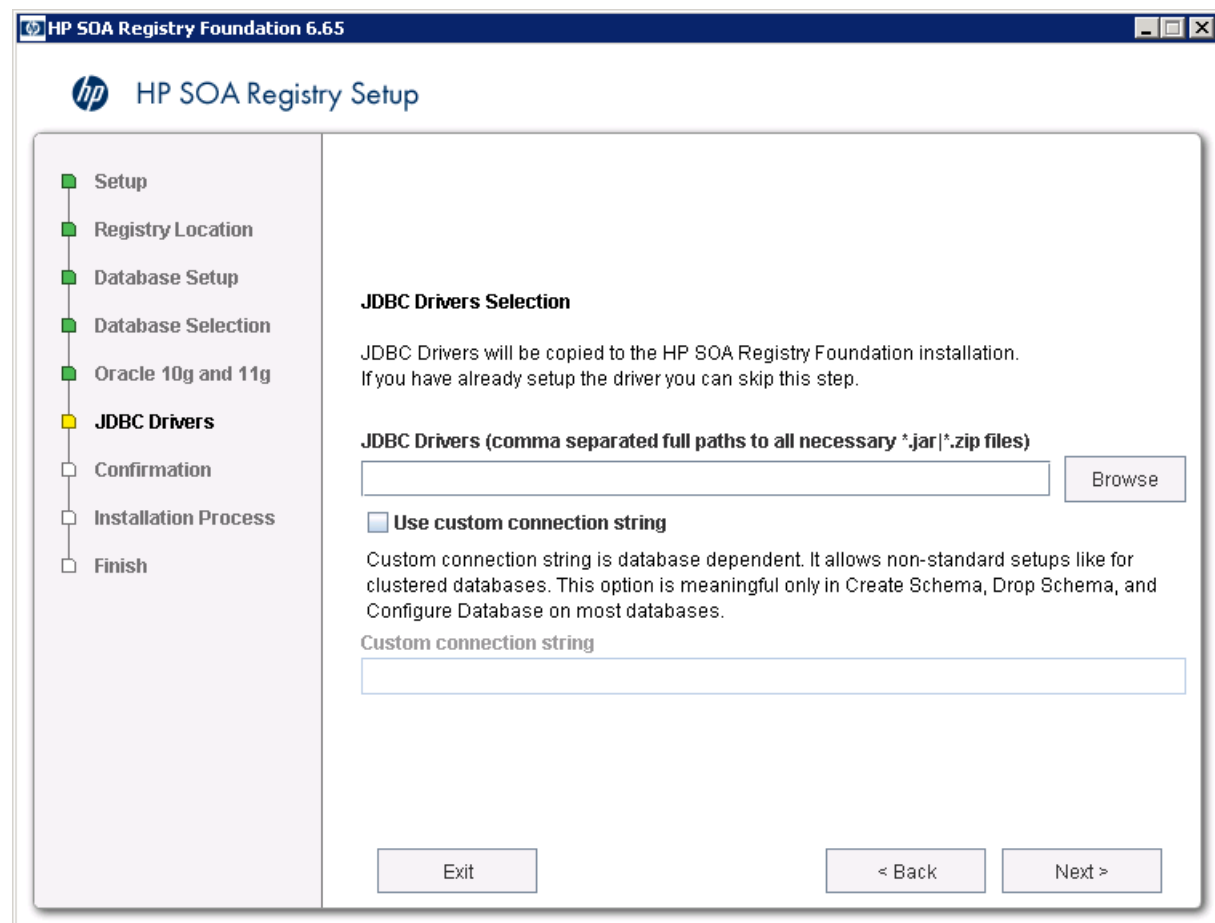 HP SOA Registry Foundation 6.65
hp
HP SOA Registry Setup
Setup
Registry Location
Database Setup
Database Selection
Oracle 10g and 11g
JDBC Drivers
Confirmation
Installation Process
Finish
JDBC Drivers Selection
JDBC Drivers will be copied to the HP SOA Registry Foundation installation.
If you have already setup the driver you can skip this step.
JDBC Drivers (comma separated full paths to all necessary *.jar|*.zip files)
Browse
Use custom connection string
Custom connection string is database dependent. It allows non-standard setups like for
clustered databases. This option is meaningful only in Create Schema, Drop Schema, and
Configure Database on most databases.
Custom connection string
Exit
< Back
Next >